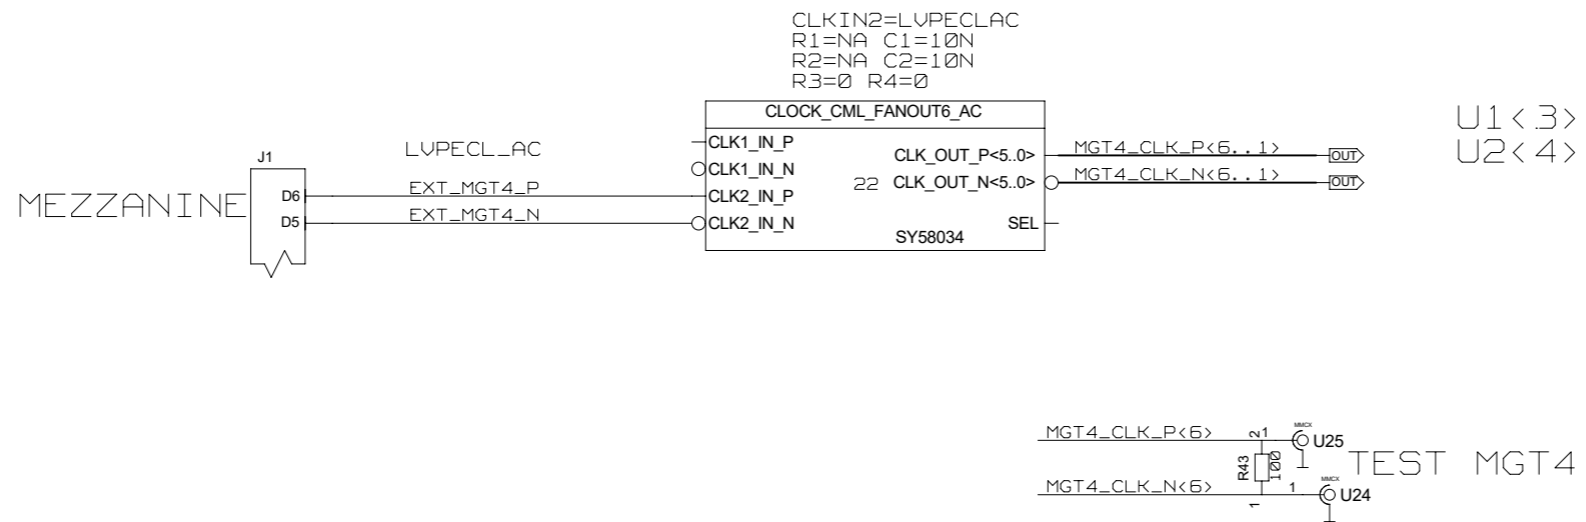 CLKIN2=LVPECLAC
R1=NA C1=10N
R2=NA C2=10N
R3=0 R4=0
CLOCK_CML_FANOUT6_AC
J1
LVPECL_AC
CLK1_IN_P
CLK1_IN_N
CLK2_IN_P
CLK2_IN_N
CLK_OUT_P<5..0>
22 CLK_OUT_N<5..0>
SEL
SY58034
MGT4_CLK_P<6..1>
OUT
MGT4_CLK_N<6..1>
OUT
U1<3>
U2<4>
MEZZANINE
D6
EXT_MGT4_P
D5
EXT_MGT4_N
MGT4_CLK_P<6>
2
1
MMCX
U25
R43
100
TEST MGT4
MGT4_CLK_N<6>
1
1
MMCX
U24